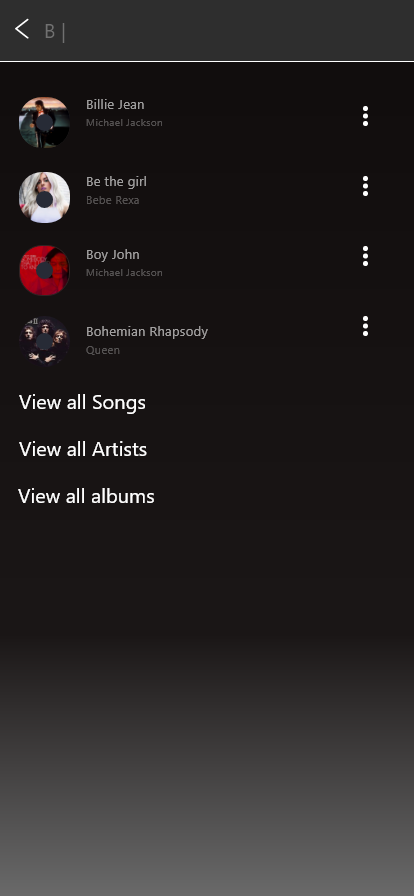 B |
Billie Jean
Michael Jackson
Be the girl
Bebe Rexa
Boy John
Michael Jackson
Bohemian Rhapsody
Queen
View all Songs
View all Artists
View all albums